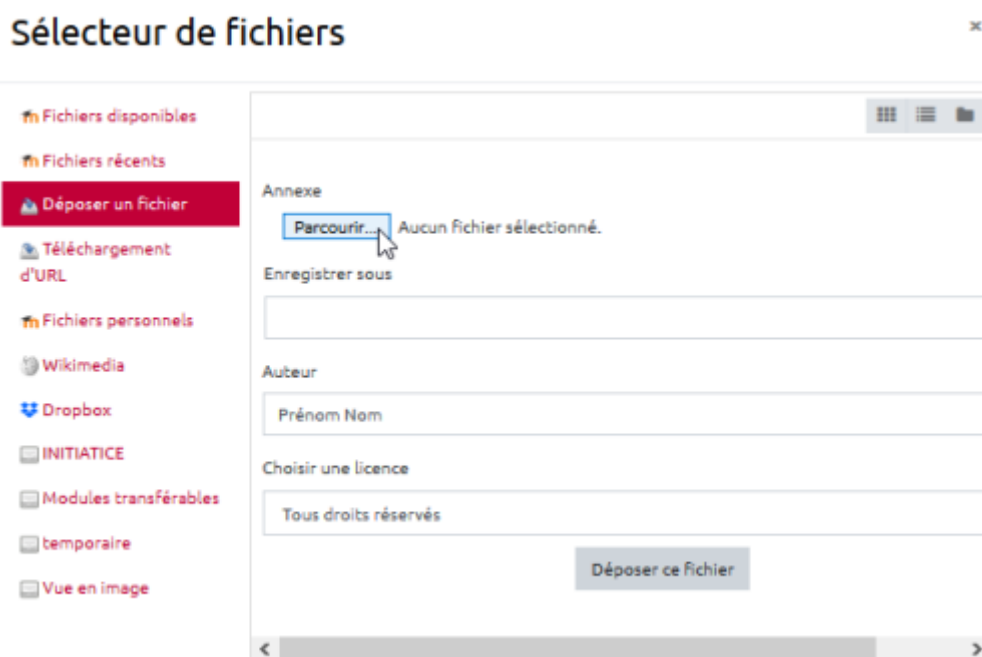 Sélecteur de fichiers
Fichiers disponibles
Fichiers récents
Déposer un fichier
Téléchargement
d'URL
Fichiers personnels
Wikimedia
Dropbox
INITIATICE
Modules transférables
temporaire
Vue en image
Annexe
Parcourir... Aucun fichier sélectionné.
Enregistrer sous
Auteur
Prénom Nom
Choisir une licence
Tous droits réservés
Déposer ce fichier